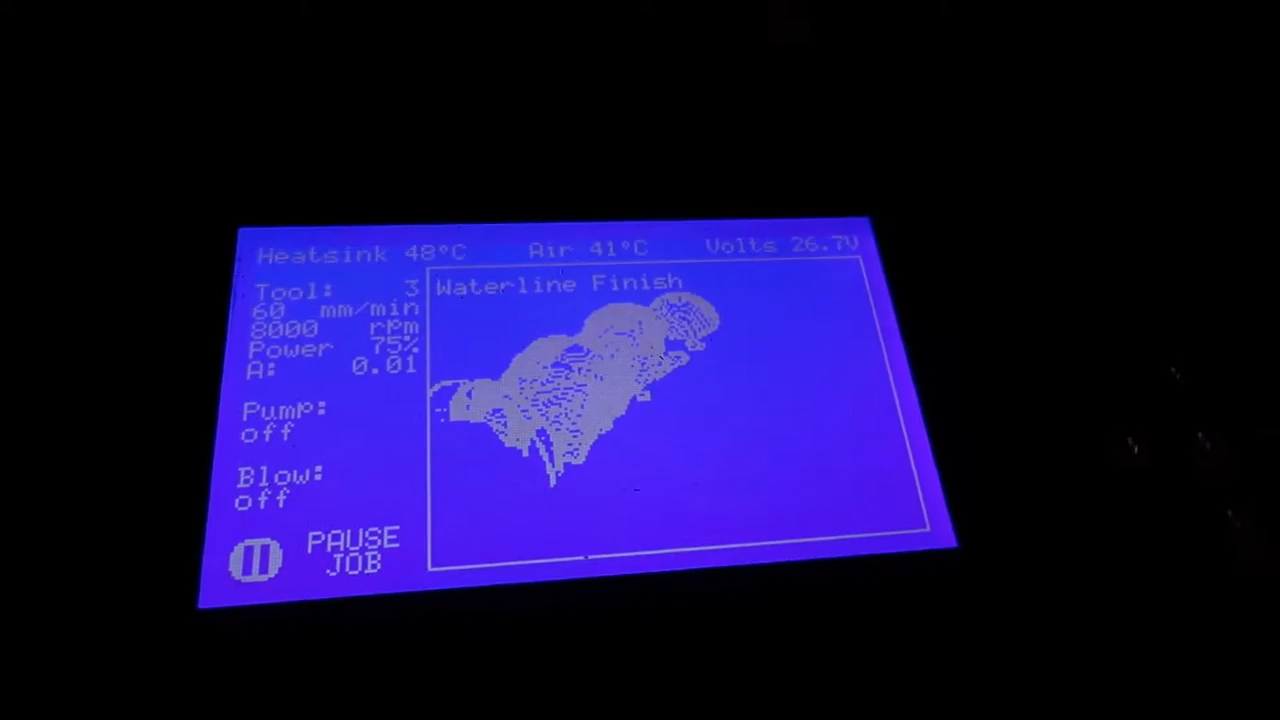 Heatsink 48°C Air 41°C Volts 26.7V
Tool: 3
60 mm/min
8000 rpm
Power 75%
A: 0.01
Pump:
off
Blow:
off
PAUSE
JOB
Waterline Finish